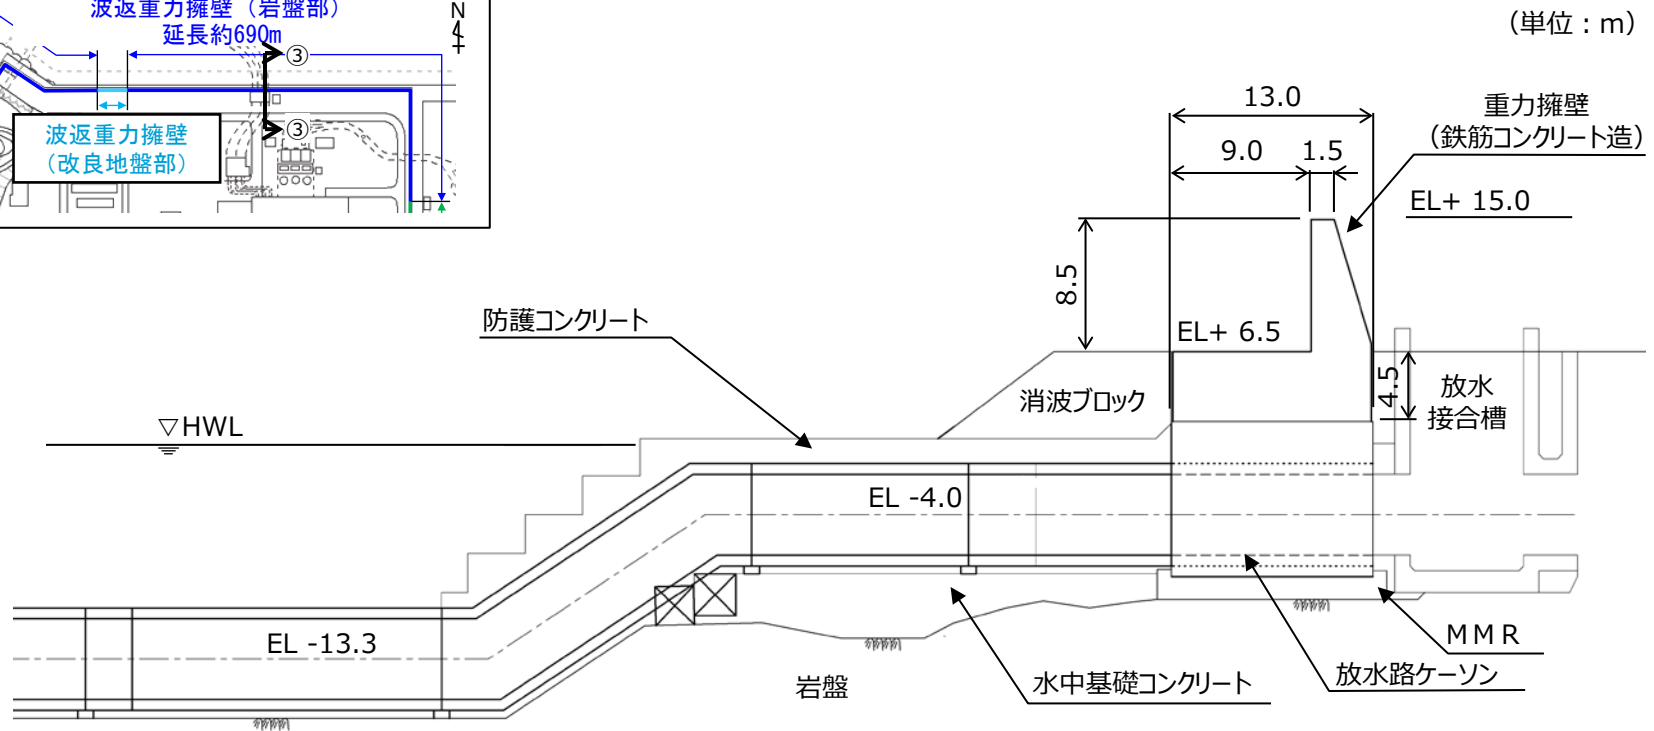 波返重力擁壁（岩盤部）
延長約690m
N
③
③
波返重力擁壁
（改良地盤部）
（単位：m）
13.0
9.0
1.5
重力擁壁
（鉄筋コンクリート造）
EL+ 15.0
8.5
EL+ 6.5
4.5
防護コンクリート
消波ブロック
放水
接合槽
▽HWL
EL -4.0
EL -13.3
岩盤
水中基礎コンクリート
放水路ケーソン
ＭＭＲ